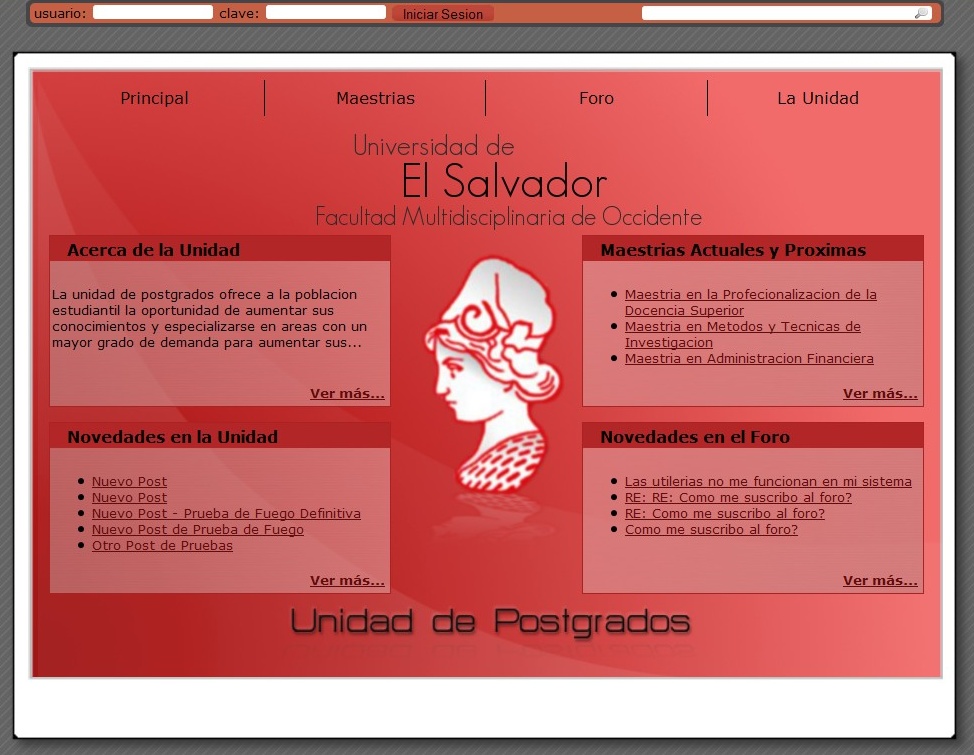 usuario: clave: Iniciar Sesion
Principal Maestrias Foro La Unidad
Universidad de
El Salvador
Facultad Multidisciplinaria de Occidente
Acerca de la Unidad
La unidad de postgrados ofrece a la poblacion
estudiantil la oportunidad de aumentar sus
conocimientos y especializarse en areas con un
mayor grado de demanda para aumentar sus...
Ver más...
Maestrias Actuales y Proximas
Maestria en la Profecionalizacion de la
Docencia Superior
Maestria en Metodos y Tecnicas de
Investigacion
Maestria en Administracion Financiera
Ver más...
Novedades en la Unidad
Nuevo Post
Nuevo Post
Nuevo Post - Prueba de Fuego Definitiva
Nuevo Post de Prueba de Fuego
Otro Post de Pruebas
Ver más...
Novedades en el Foro
Las utilerias no me funcionan en mi sistema
RE: RE: Como me suscribo al foro?
RE: Como me suscribo al foro?
Como me suscribo al foro?
Ver más...
Unidad de Postgrados